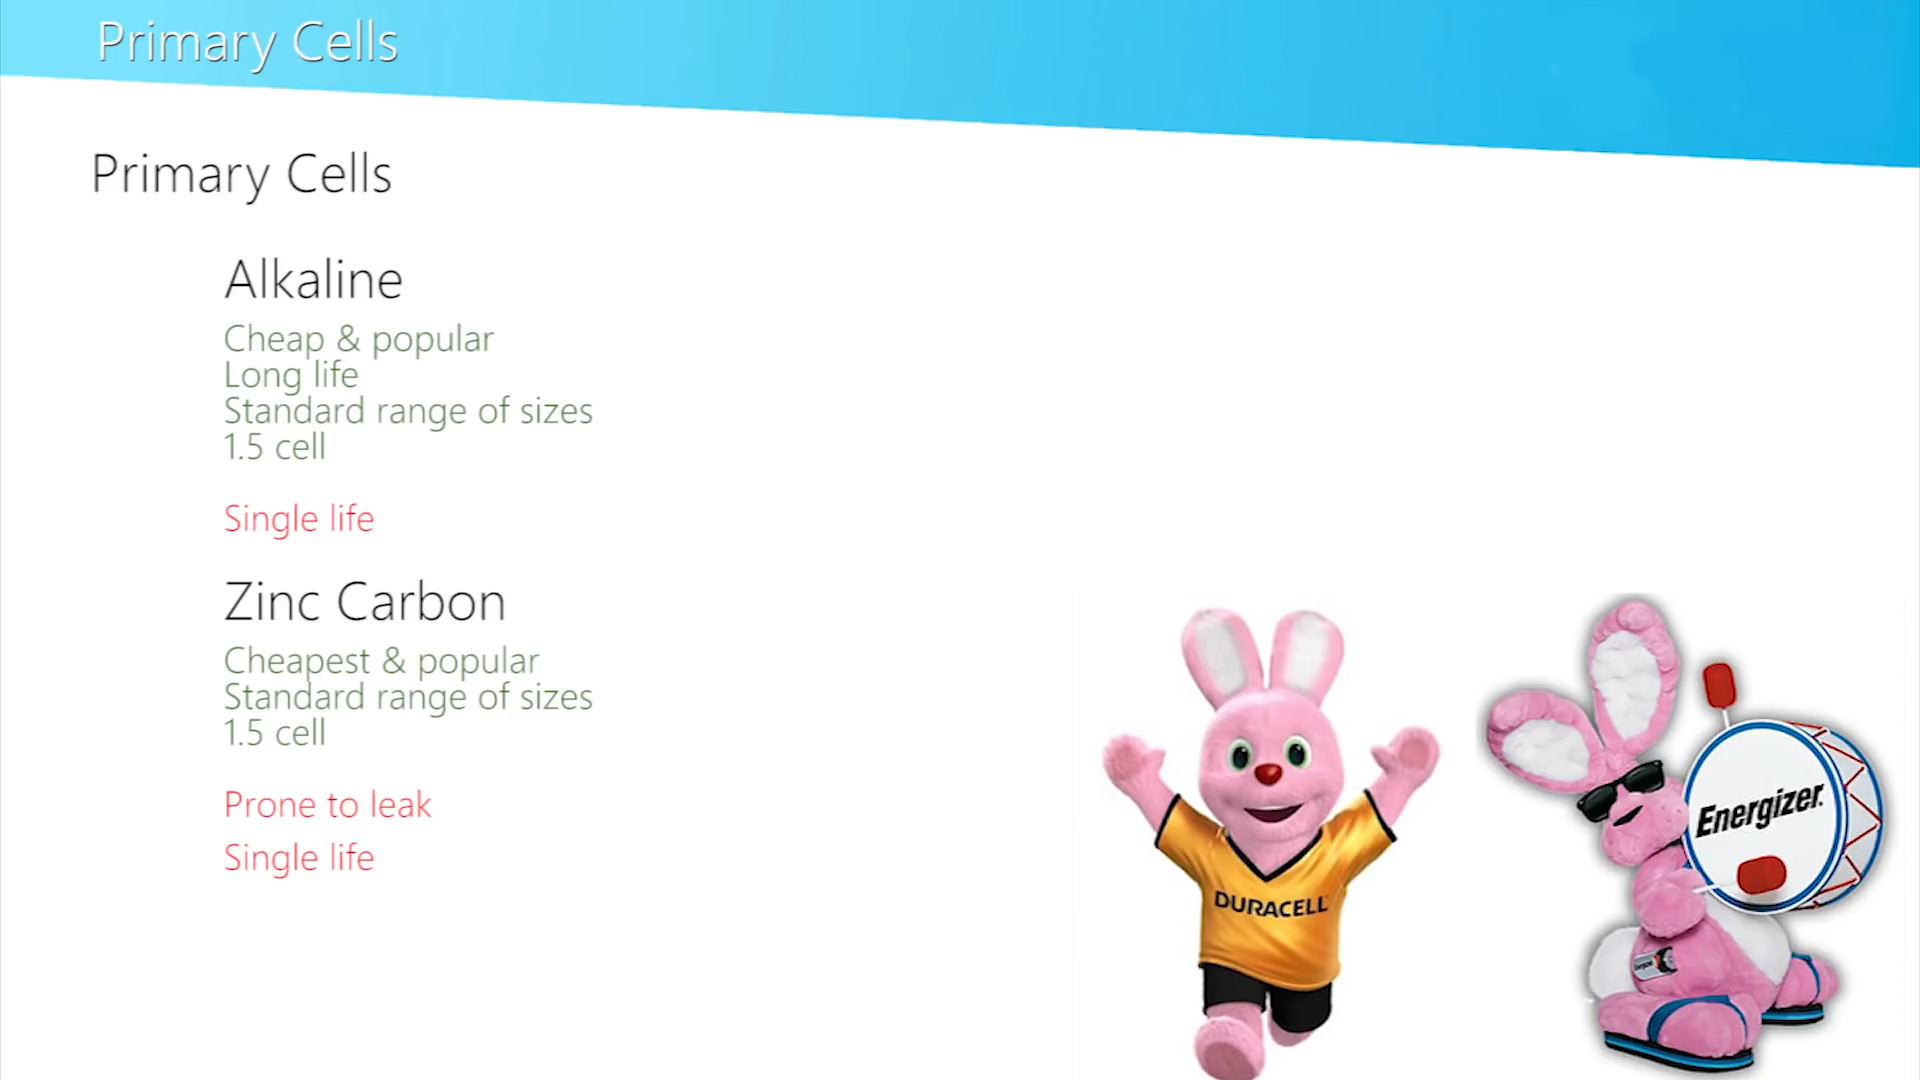 Primary Cells
Primary Cells
Alkaline
Cheap & popular
Long life
Standard range of sizes
1.5 cell
Single life
Zinc Carbon
Cheapest & popular
Standard range of sizes
1.5 cell
Prone to leak
Single life
DURACELL
Energizer